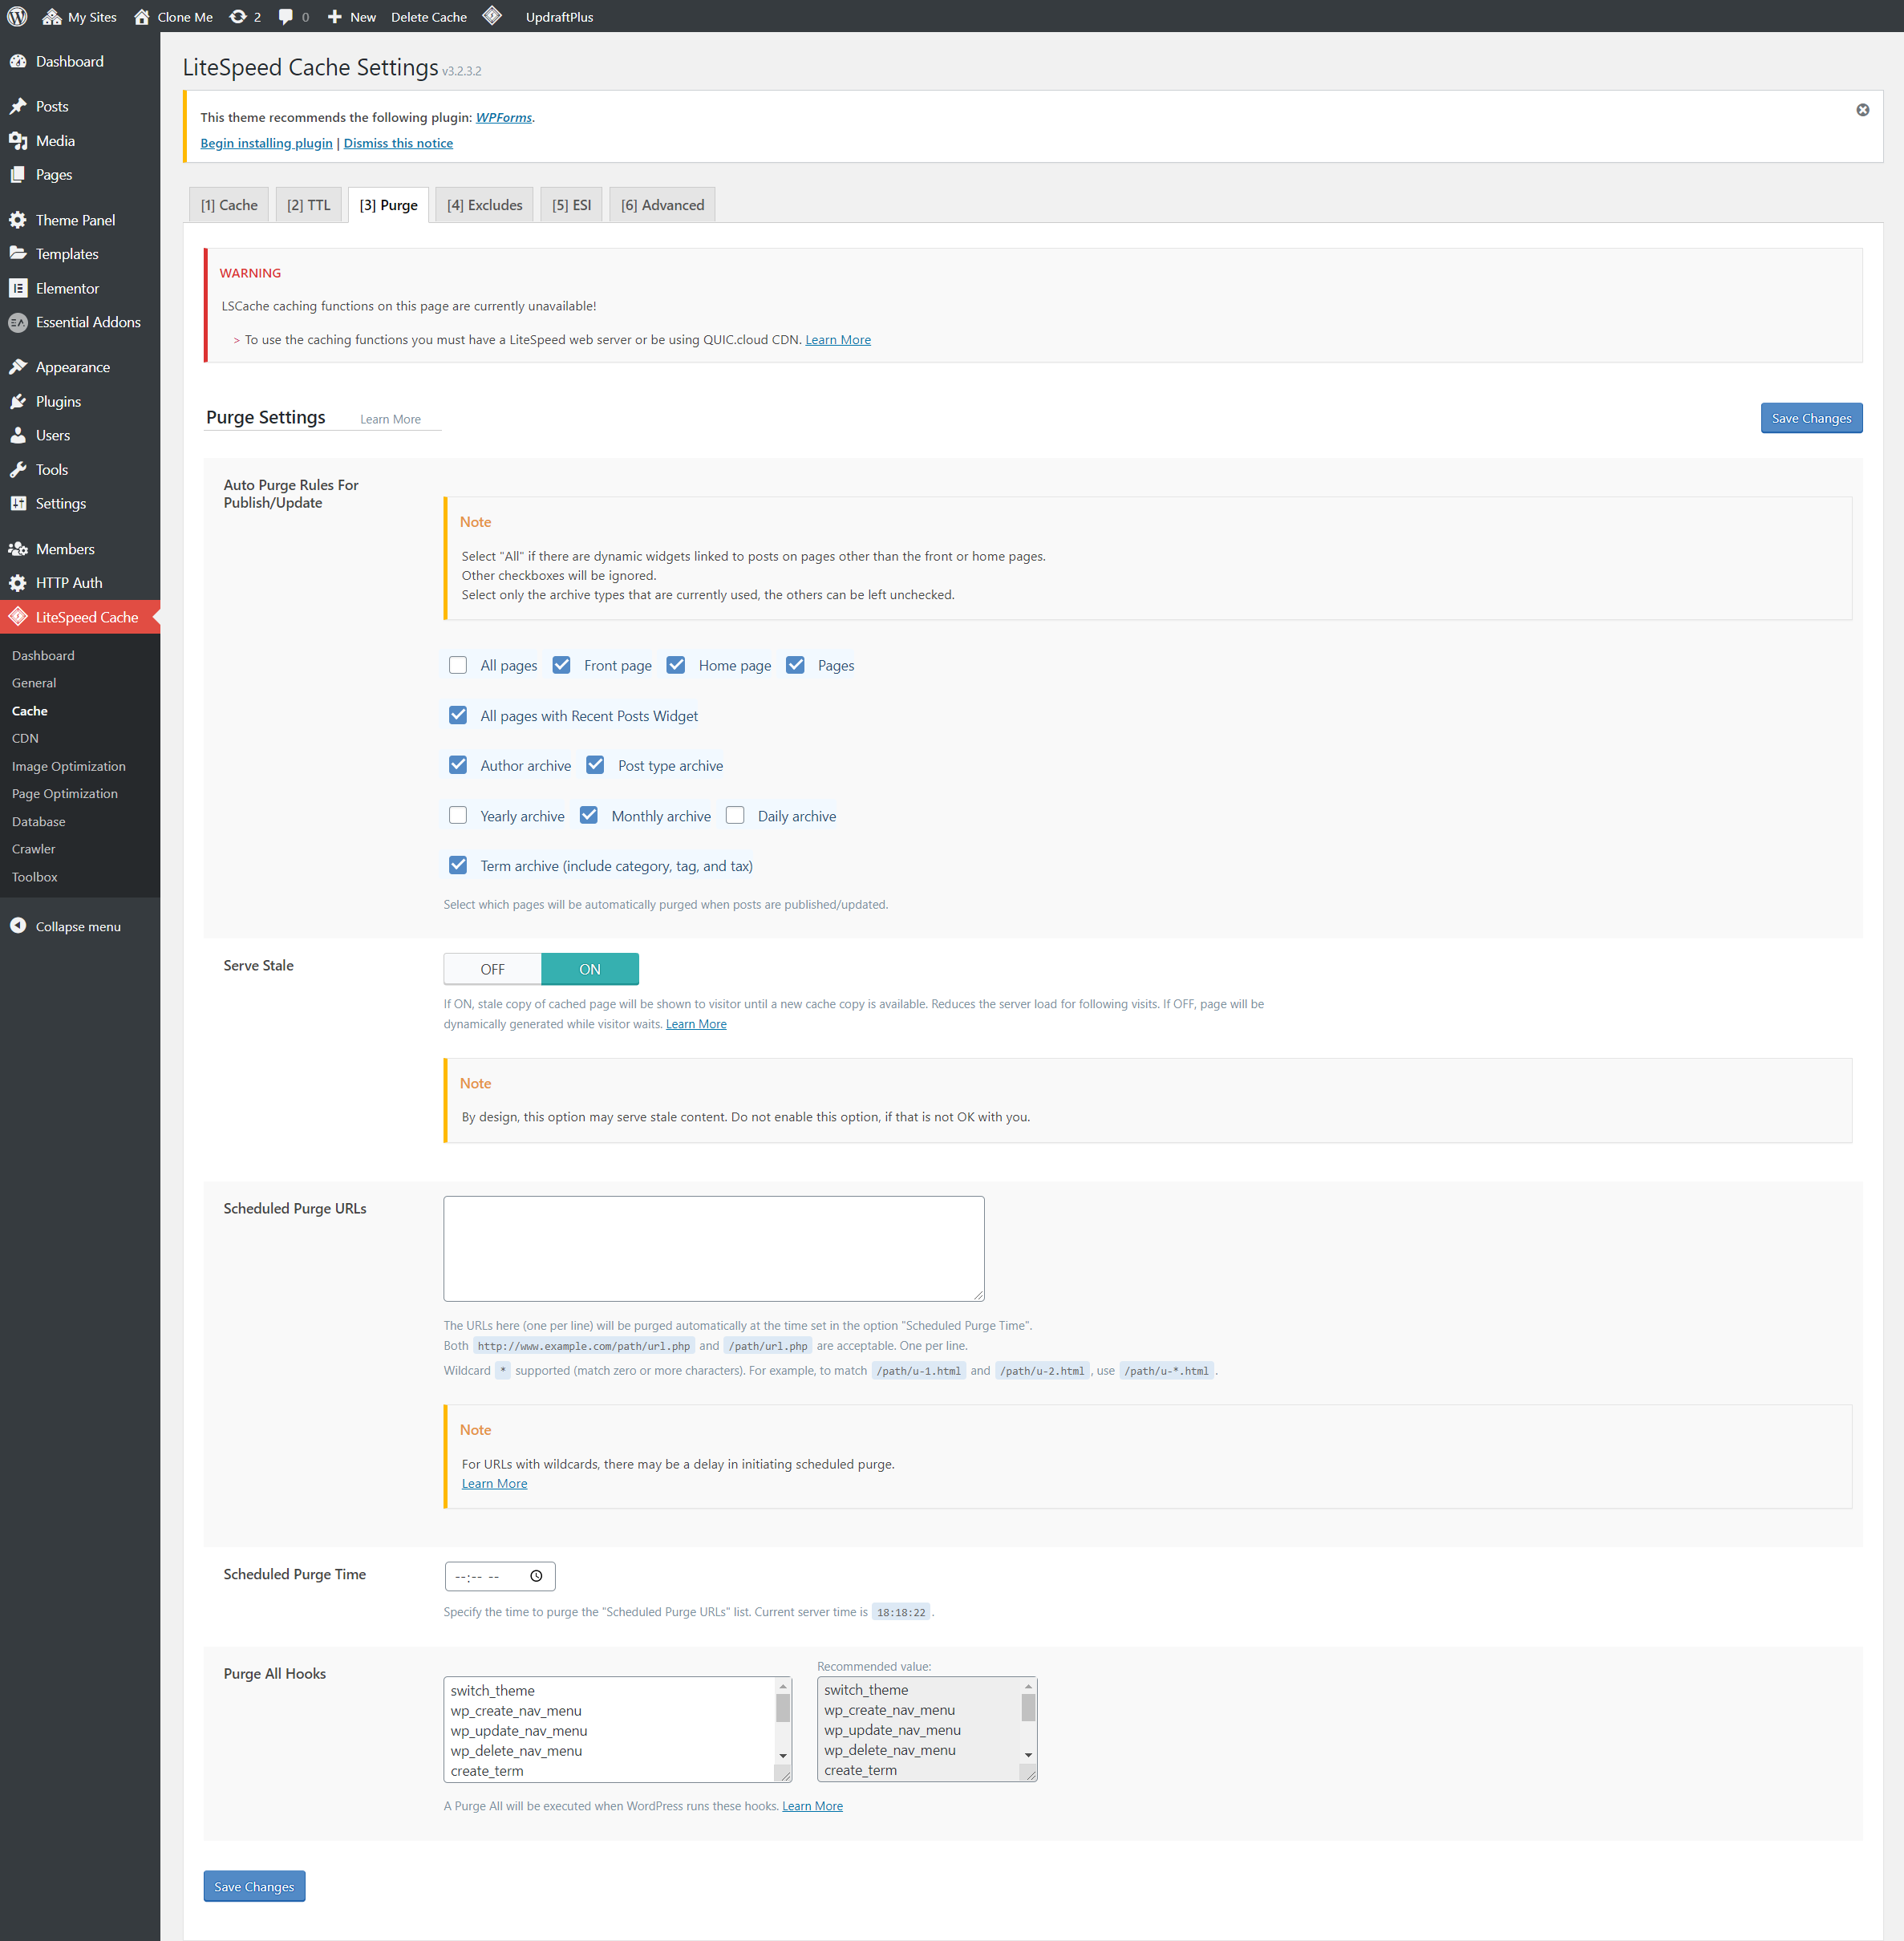 My Sites Clone Me 2 0 New Delete Cache UpdraftPlus
Dashboard
Posts
Media
Pages
Theme Panel
Templates
Elementor
Essential Addons
Appearance
Plugins
Users
Tools
Settings
Members
HTTP Auth
LiteSpeed Cache
Dashboard
General
Cache
CDN
Image Optimization
Page Optimization
Database
Crawler
Toolbox
Collapse menu
LiteSpeed Cache Settings v3.2.3.2
This theme recommends the following plugin: WPForms.
Begin installing plugin | Dismiss this notice
[1] Cache [2] TTL [3] Purge [4] Excludes [5] ESI [6] Advanced
WARNING
LSCache caching functions on this page are currently unavailable!
> To use the caching functions you must have a LiteSpeed web server or be using QUIC.cloud CDN. Learn More
Purge Settings Learn More Save Changes
Auto Purge Rules For
Publish/Update
Note
Select "All" if there are dynamic widgets linked to posts on pages other than the front or home pages.
Other checkboxes will be ignored.
Select only the archive types that are currently used, the others can be left unchecked.
All pages Front page Home page Pages
All pages with Recent Posts Widget
Author archive Post type archive
Yearly archive Monthly archive Daily archive
Term archive (include category, tag, and tax)
Select which pages will be automatically purged when posts are published/updated.
Serve Stale OFF ON
If ON, stale copy of cached page will be shown to visitor until a new cache copy is available. Reduces the server load for following visits. If OFF, page will be
dynamically generated while visitor waits. Learn More
Note
By design, this option may serve stale content. Do not enable this option, if that is not OK with you.
Scheduled Purge URLs
The URLs here (one per line) will be purged automatically at the time set in the option "Scheduled Purge Time".
Both http://www.example.com/path/url.php and /path/url.php are acceptable. One per line.
Wildcard * supported (match zero or more characters). For example, to match /path/u-1.html and /path/u-2.html , use /path/u-*.html .
Note
For URLs with wildcards, there may be a delay in initiating scheduled purge.
Learn More
Scheduled Purge Time --:-- --
Specify the time to purge the "Scheduled Purge URLs" list. Current server time is 18:18:22 .
Purge All Hooks
switch_theme
wp_create_nav_menu
wp_update_nav_menu
wp_delete_nav_menu
create_term
Recommended value:
switch_theme
wp_create_nav_menu
wp_update_nav_menu
wp_delete_nav_menu
create_term
A Purge All will be executed when WordPress runs these hooks. Learn More
Save Changes